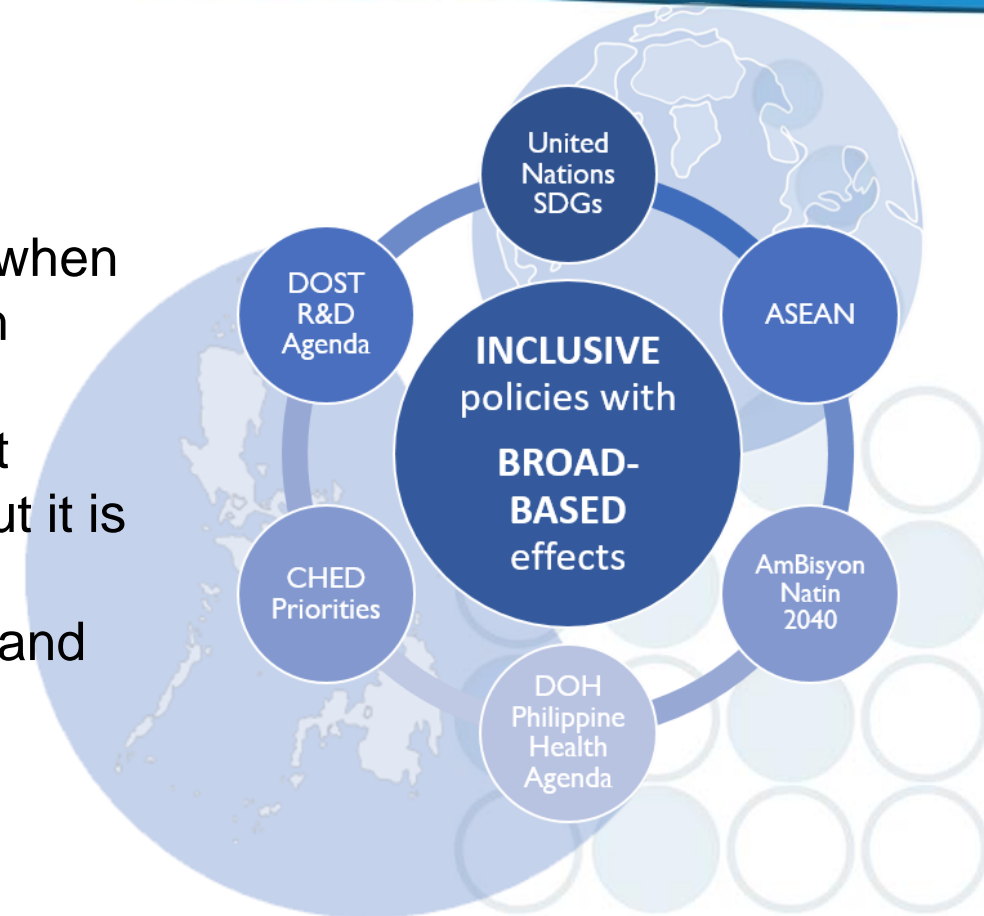 when
n
t
ut it is
and
United
Nations
SDGs
ASEAN
AmBisyon
Natin
2040
DOH
Philippine
Health
Agenda
CHED
Priorities
DOST
R&D
Agenda
INCLUSIVE
policies with
BROAD-
BASED
effects